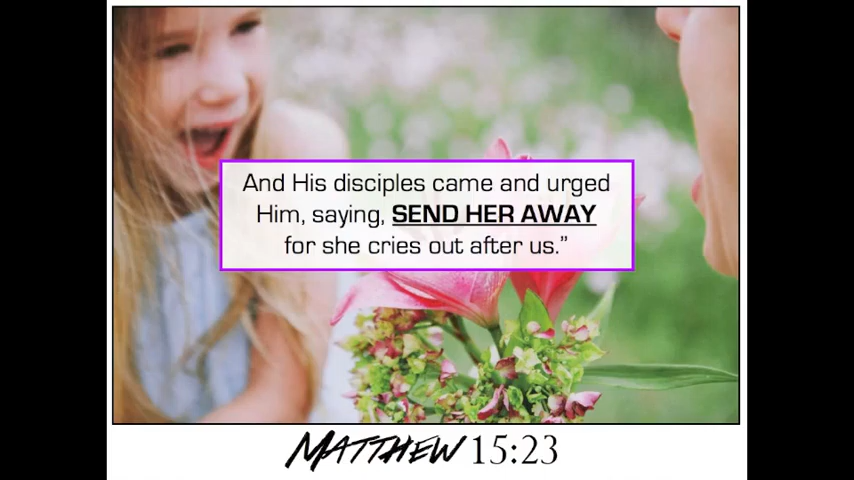 And His disciples came and urged
Him, saying, SEND HER AWAY
for she cries out after us.”
MATTHEW 15:23